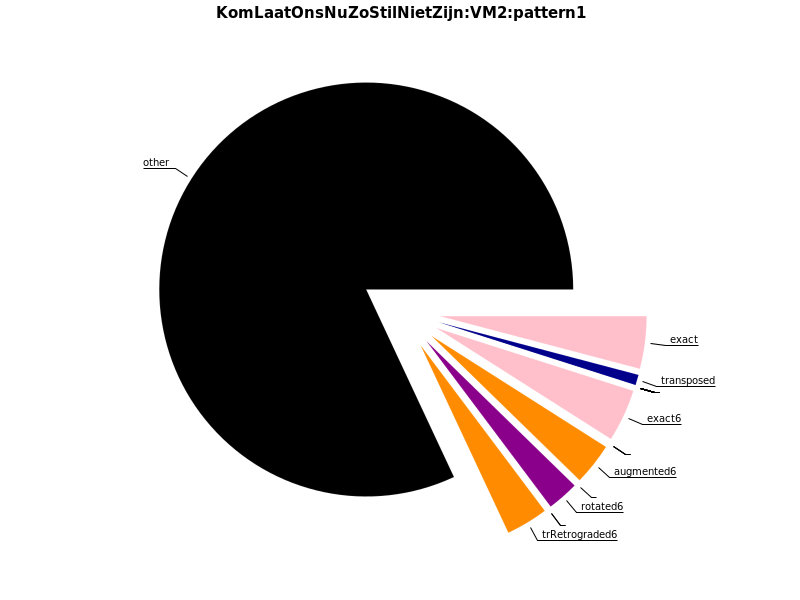 KomLaatOnsNuZoStilNietZijn:VM2:pattern1
other
exact
transposed
exact6
augmented6
rotated6
trRetrograded6